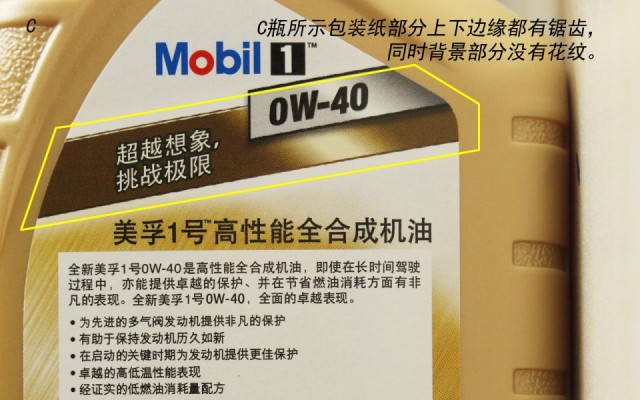 C
C瓶所示包装纸部分上下边缘都有锯齿，
同时背景部分没有花纹。
Mobil 1™
0W-40
超越想象，
挑战极限
美孚1号™高性能全合成机油
全新美孚1号0W-40是高性能全合成机油，即使在长时间驾驶
过程中，亦能提供卓越的保护、并在节省燃油消耗方面有非
凡的表现。全新美孚1号0W-40，全面的卓越表现。
• 为先进的多气阀发动机提供非凡的保护
• 有助于保持发动机历久如新
• 在启动的关键时期为发动机提供更佳保护
• 卓越的高低温性能表现
• 经证实的低燃油消耗量配方